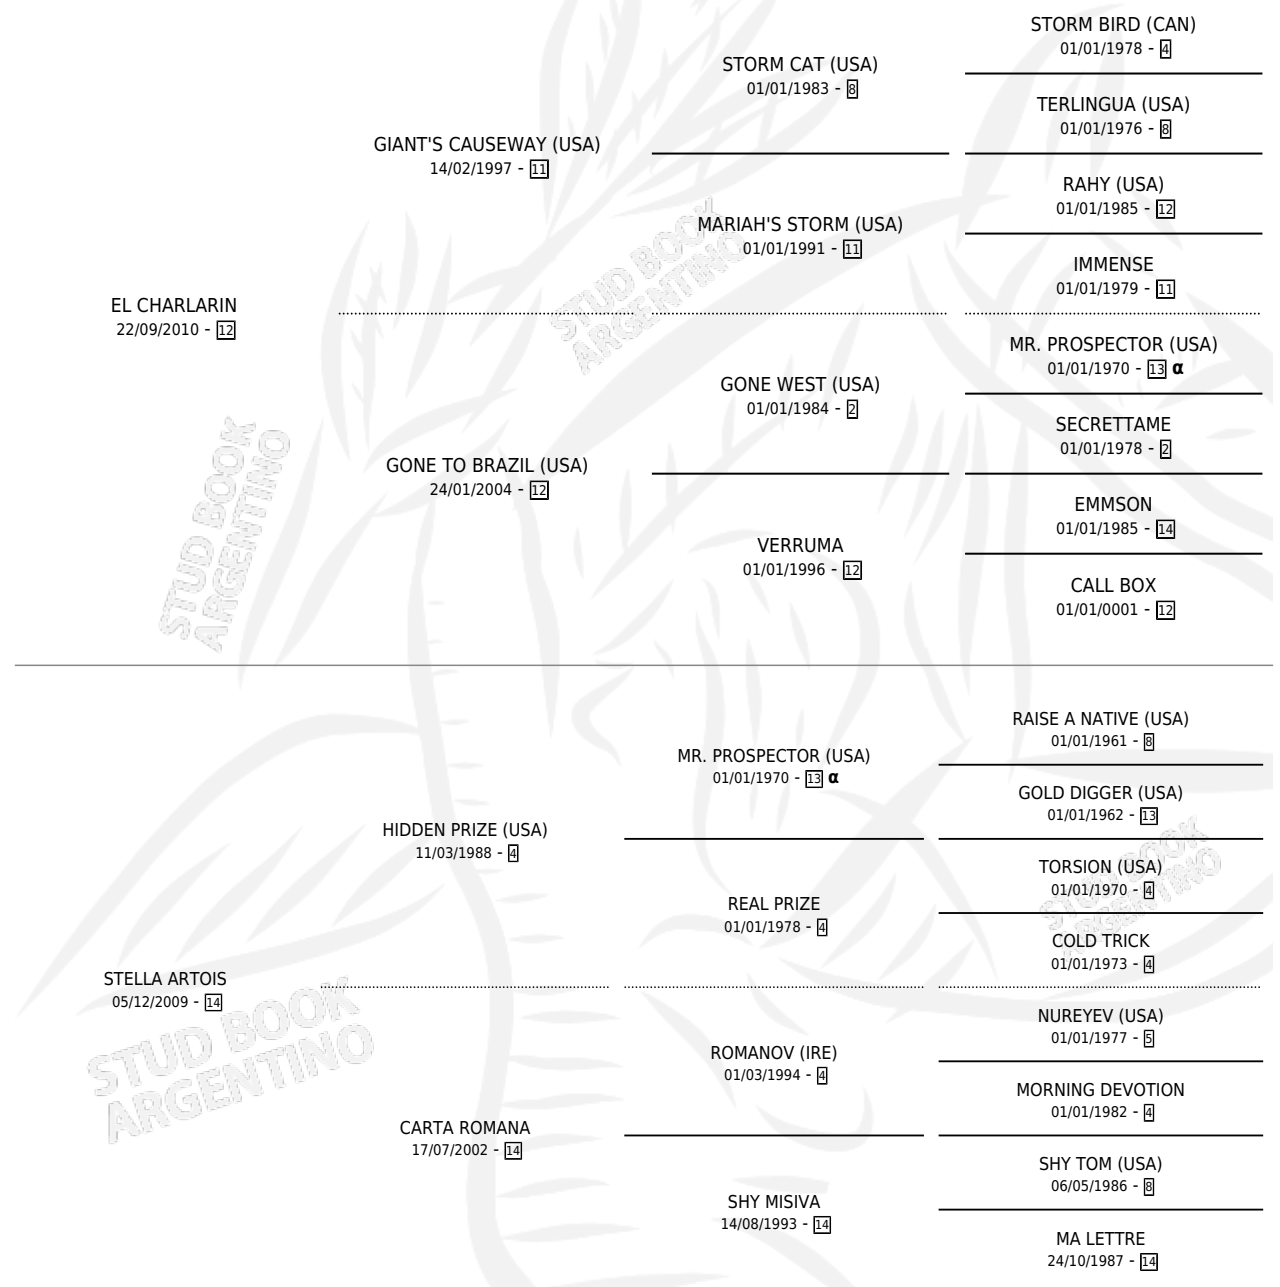 STORM BIRD (CAN)
01/01/1978 - 4
STORM CAT (USA)
01/01/1983 - 8
TERLINGUA (USA)
01/01/1976 - 8
GIANT'S CAUSEWAY (USA)
14/02/1997 - 11
RAHY (USA)
01/01/1985 - 12
MARIAH'S STORM (USA)
01/01/1991 - 11
IMMENSE
01/01/1979 - 11
EL CHARLARIN
22/09/2010 - 12
MR. PROSPECTOR (USA)
01/01/1970 - 13 α
GONE WEST (USA)
01/01/1984 - 2
SECRETTAME
01/01/1978 - 2
GONE TO BRAZIL (USA)
24/01/2004 - 12
EMMSON
01/01/1985 - 14
VERRUMA
01/01/1996 - 12
CALL BOX
01/01/0001 - 12
STUD BOOK
ARGENTINO
STUD BOOK
ARGENTINO
RAISE A NATIVE (USA)
01/01/1961 - 8
MR. PROSPECTOR (USA)
01/01/1970 - 13 α
GOLD DIGGER (USA)
01/01/1962 - 13
HIDDEN PRIZE (USA)
11/03/1988 - 4
TORSION (USA)
01/01/1970 - 4
REAL PRIZE
01/01/1978 - 4
COLD TRICK
01/01/1973 - 4
STELLA ARTOIS
05/12/2009 - 14
NUREYEV (USA)
01/01/1977 - 5
ROMANOV (IRE)
01/03/1994 - 4
MORNING DEVOTION
01/01/1982 - 4
CARTA ROMANA
17/07/2002 - 14
SHY TOM (USA)
06/05/1986 - 8
SHY MISIVA
14/08/1993 - 14
MA LETTRE
24/10/1987 - 14
STUD BOOK
ARGENTINO
STUD BOOK
ARGENTINO